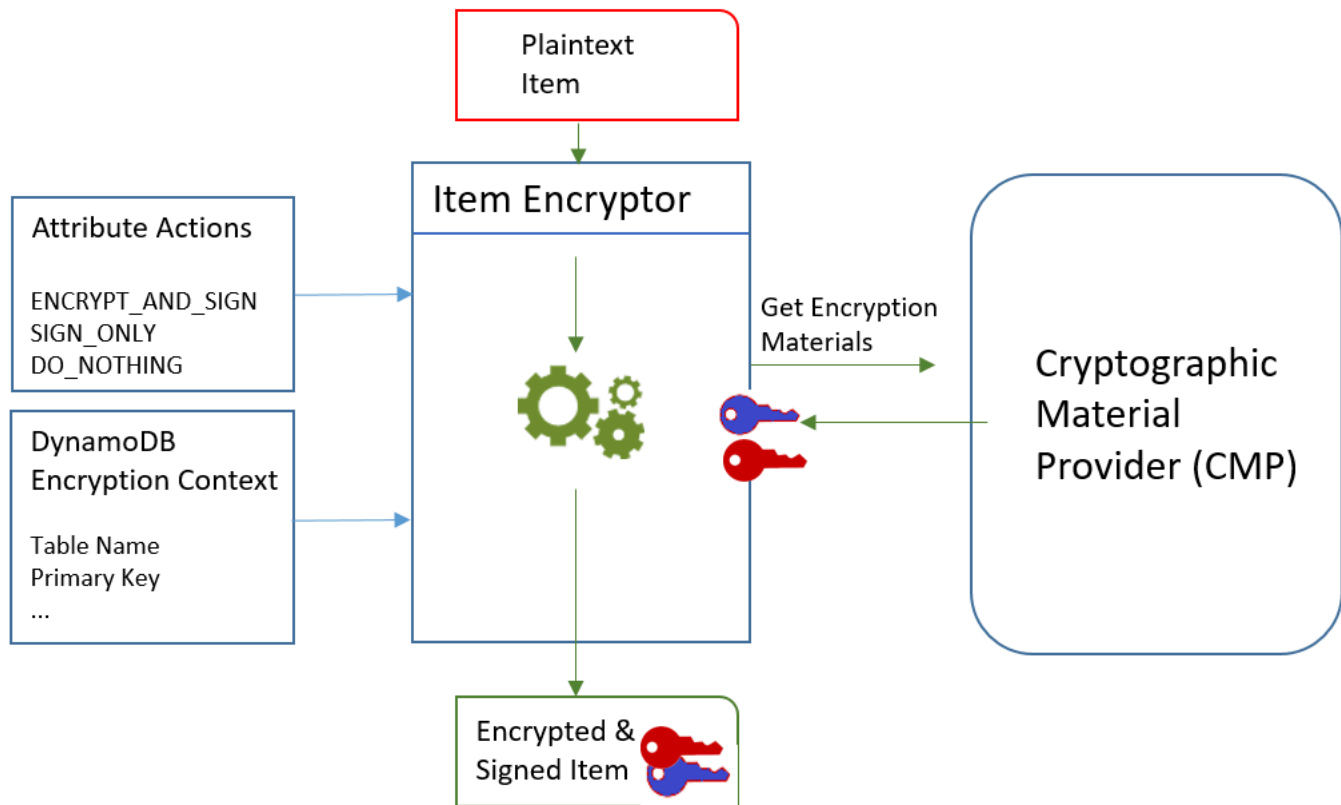 Plaintext
Item
Item Encryptor
Attribute Actions
ENCRYPT_AND_SIGN
SIGN_ONLY
DO_NOTHING
DynamoDB
Encryption Context
Table Name
Primary Key
...
Get Encryption
Materials
Cryptographic
Material
Provider (CMP)
Encrypted &
Signed Item